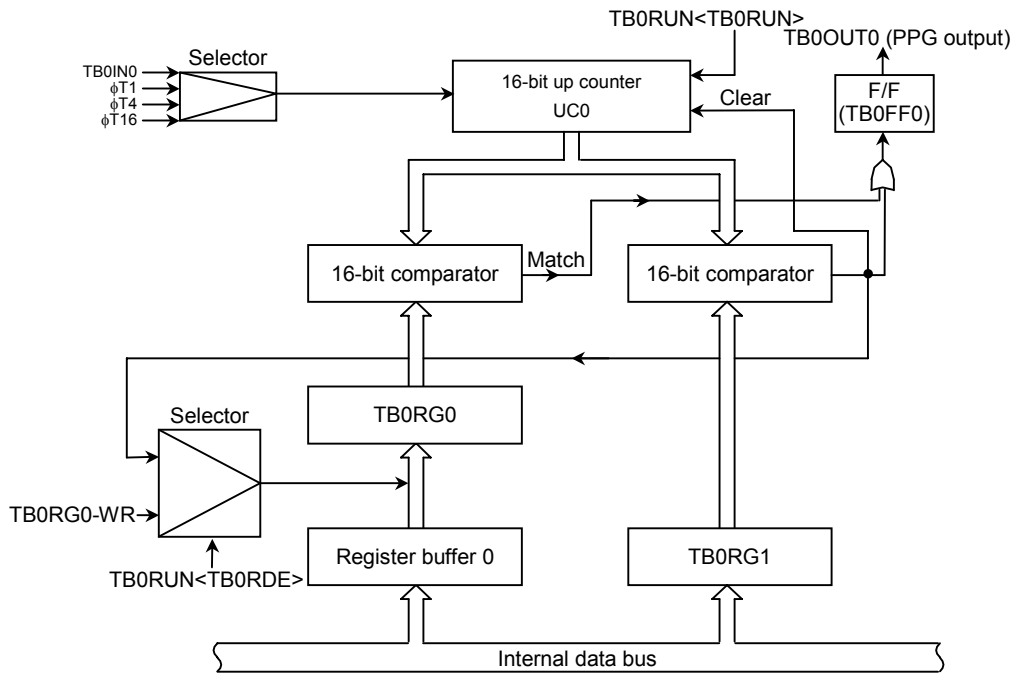 TB0RUN<TB0RUN>
TB0OUT0 (PPG output)
Selector
TB0IN0
ϕT1
ϕT4
ϕT16
16-bit up counter
UC0
Clear
F/F
(TB0FF0)
16-bit comparator
Match
16-bit comparator
TB0RG0
Selector
TB0RG0-WR
TB0RUN<TB0RDE>
Register buffer 0
TB0RG1
Internal data bus